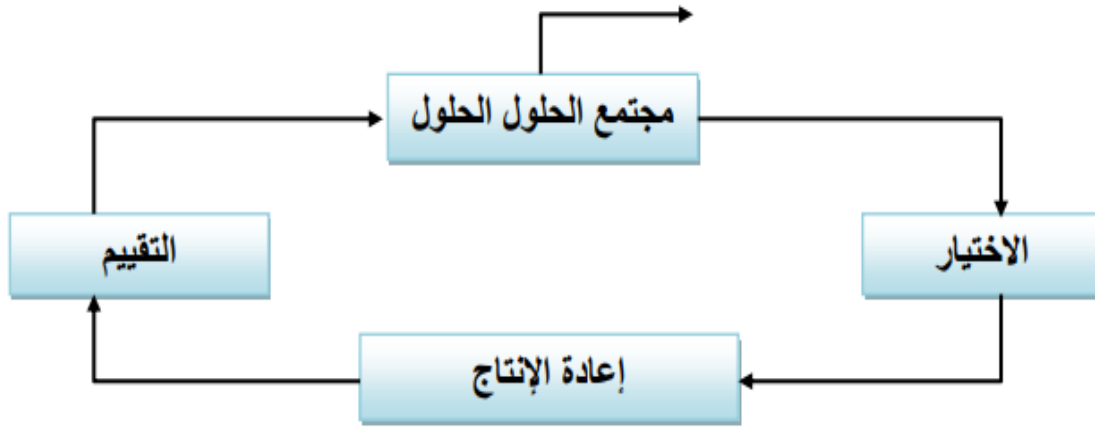 مجتمع الحلول الحلول
الاختيار
التقييم
إعادة الإنتاج